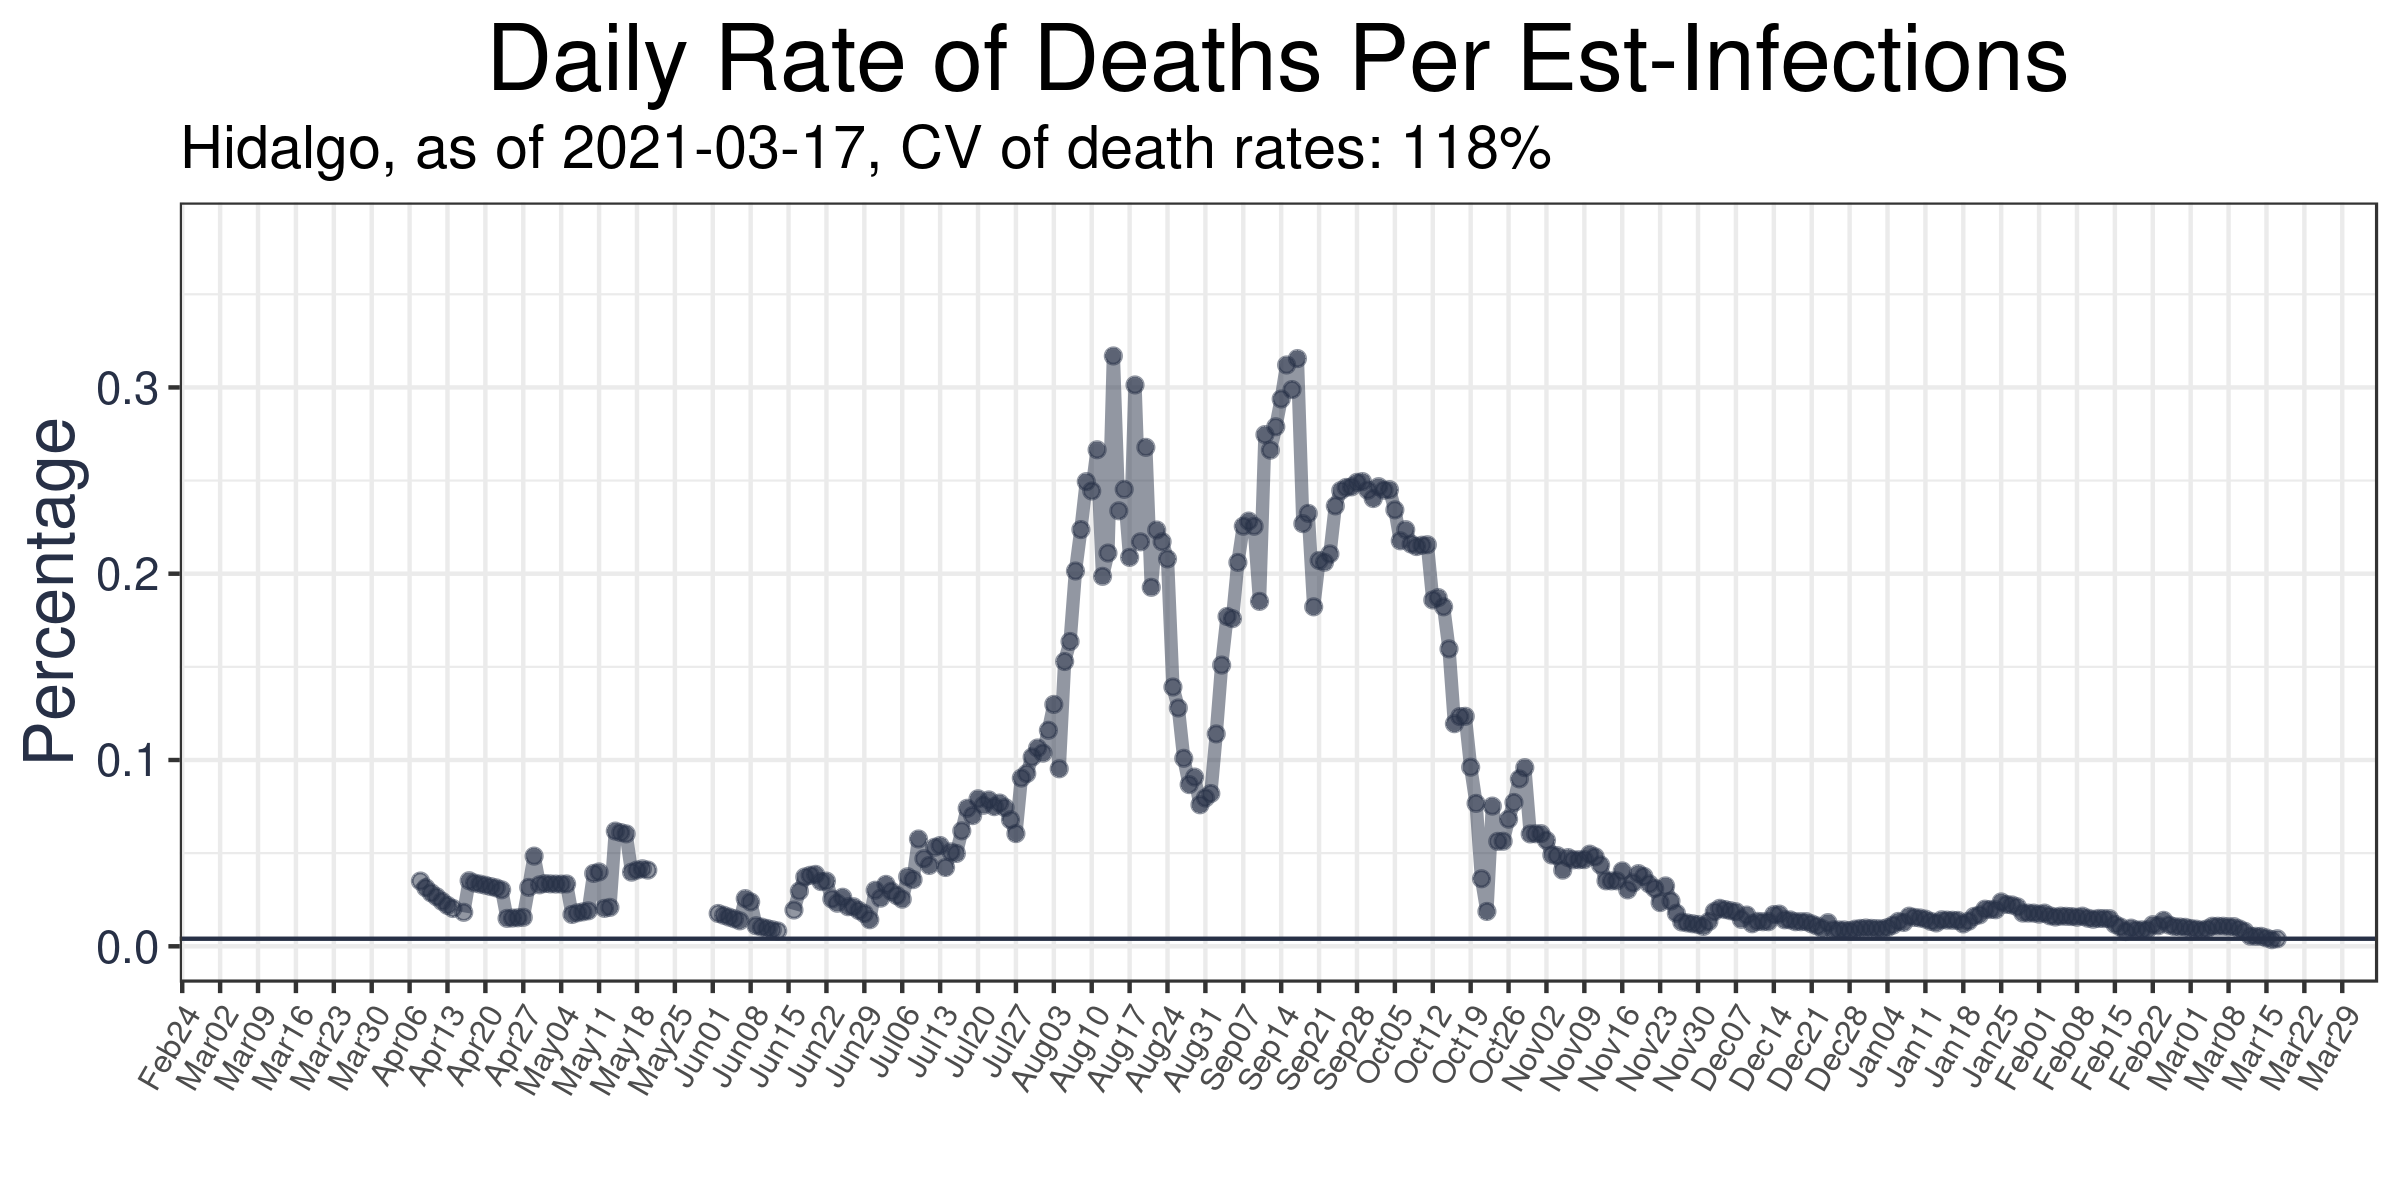 Daily Rate of Deaths Per Est-Infections
Hidalgo, as of 2021-03-17, CV of death rates: 118%
Percentage
0.3
0.2
0.1
0.0
Feb24
Mar02
Mar09
Mar16
Mar23
Mar30
Apr06
Apr13
Apr20
Apr27
May04
May11
May18
May25
Jun01
Jun08
Jun15
Jun22
Jun29
Jul06
Jul13
Jul20
Jul27
Aug03
Aug10
Aug17
Aug24
Aug31
Sep07
Sep14
Sep21
Sep28
Oct05
Oct12
Oct19
Oct26
Nov02
Nov09
Nov16
Nov23
Nov30
Dec07
Dec14
Dec21
Dec28
Jan04
Jan11
Jan18
Jan25
Feb01
Feb08
Feb15
Feb22
Mar01
Mar08
Mar15
Mar22
Mar29